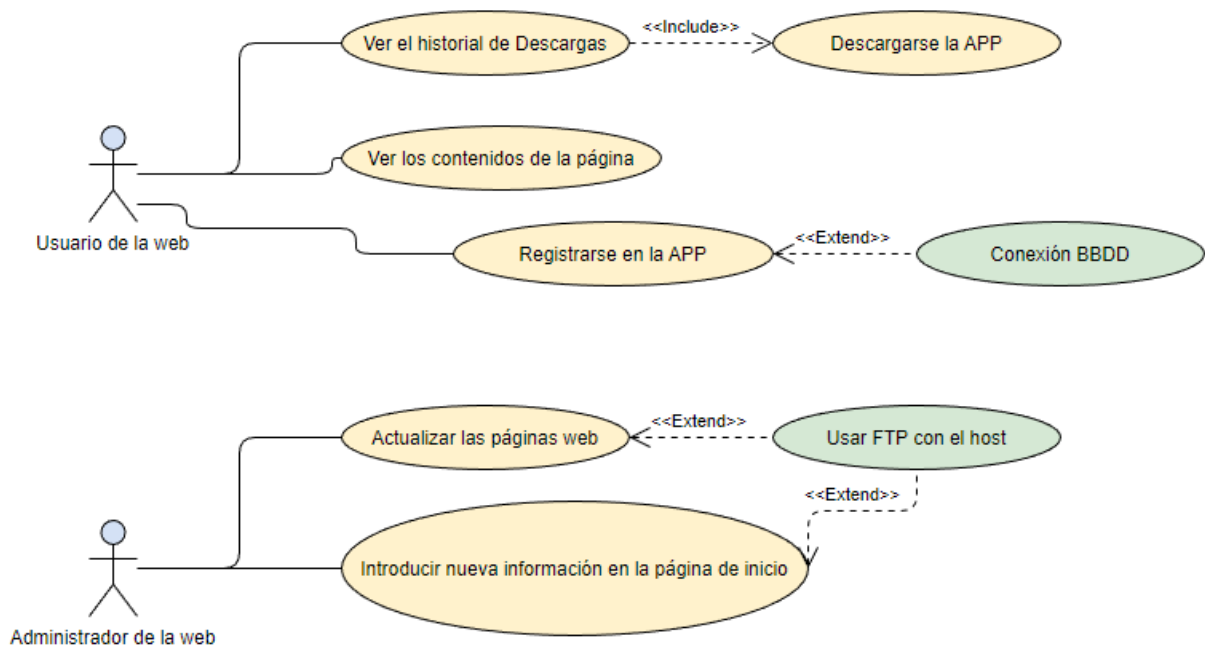 Ver el historial de Descargas
<<Include>>
Descargarse la APP
Ver los contenidos de la página
Usuario de la web
Registrarse en la APP
<<Extend>>
Conexión BBDD
Actualizar las páginas web
<<Extend>>
Usar FTP con el host
<<Extend>>
Introducir nueva información en la página de inicio
Administrador de la web